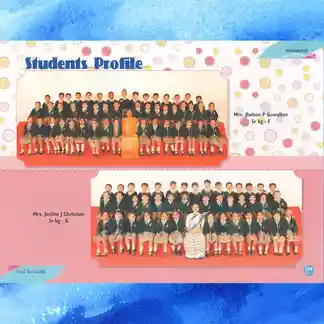 Students Profile
Mrs. Jhelum P Gowalker
Sr kg - F
Mrs. Jesline J Christian
Sr kg - G